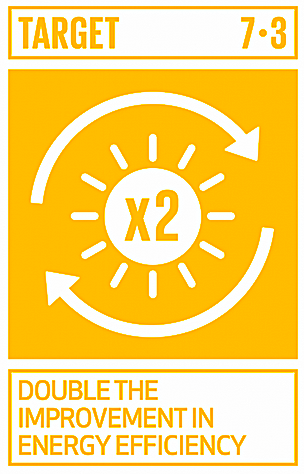 TARGET 7•3
x2
DOUBLE THE
IMPROVEMENT IN
ENERGY EFFICIENCY